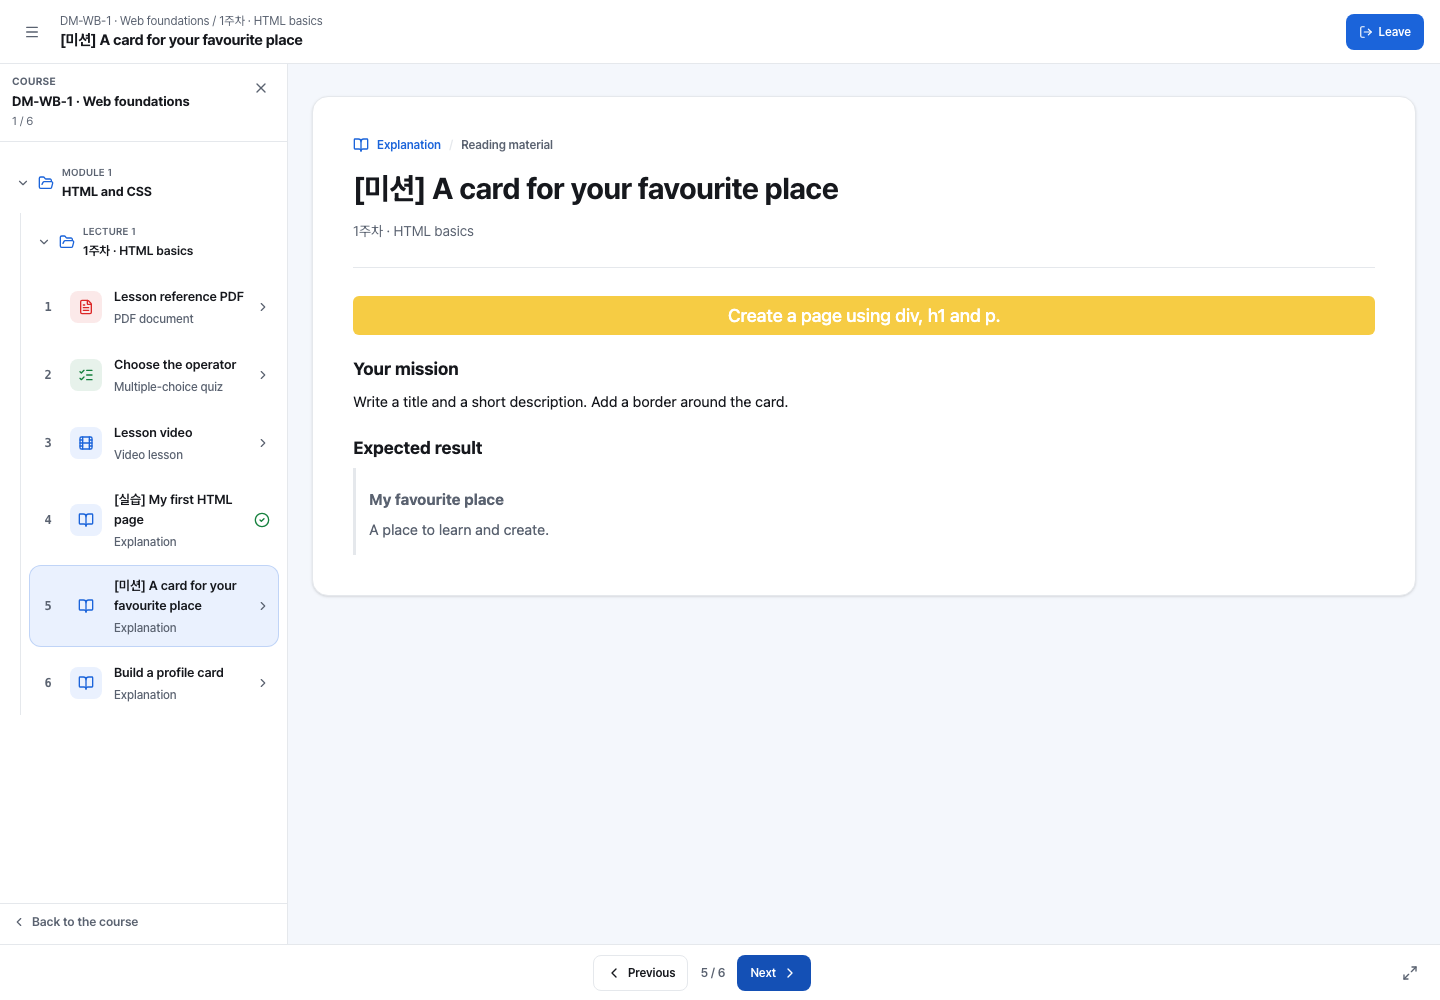 DM-WB-1 · Web foundations / 1주차 · HTML basics
[미션] A card for your favourite place
Leave
COURSE
DM-WB-1 · Web foundations
1 / 6
MODULE 1
HTML and CSS
LECTURE 1
1주차 · HTML basics
1
Lesson reference PDF
PDF document
2
Choose the operator
Multiple-choice quiz
3
Lesson video
Video lesson
4
[실습] My first HTML
page
Explanation
5
[미션] A card for your
favourite place
Explanation
6
Build a profile card
Explanation
Back to the course
Explanation / Reading material
[미션] A card for your favourite place
1주차 · HTML basics
Create a page using div, h1 and p.
Your mission
Write a title and a short description. Add a border around the card.
Expected result
My favourite place
A place to learn and create.
Previous
5 / 6
Next